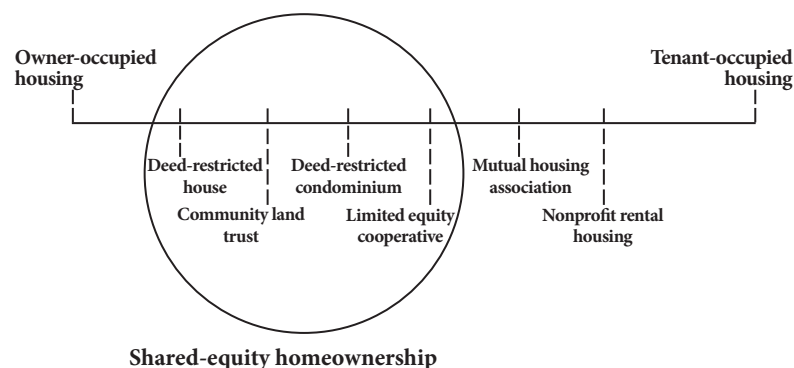 Owner-occupied
housing
Tenant-occupied
housing
Deed-restricted
house
Community land
trust
Deed-restricted
condominium
Limited equity
cooperative
Mutual housing
association
Nonprofit rental
housing
Shared-equity homeownership